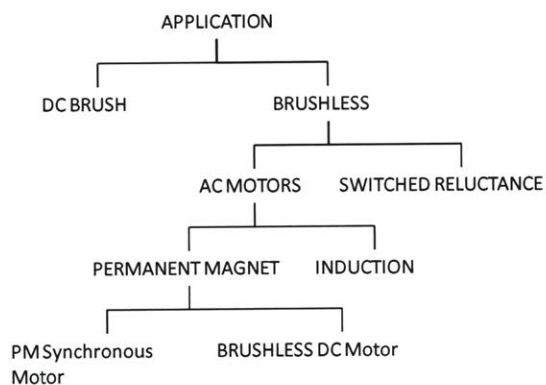 APPLICATION
DC BRUSH
BRUSHLESS
AC MOTORS
SWITCHED RELUCTANCE
PERMANENT MAGNET
INDUCTION
PM Synchronous
Motor
BRUSHLESS DC Motor